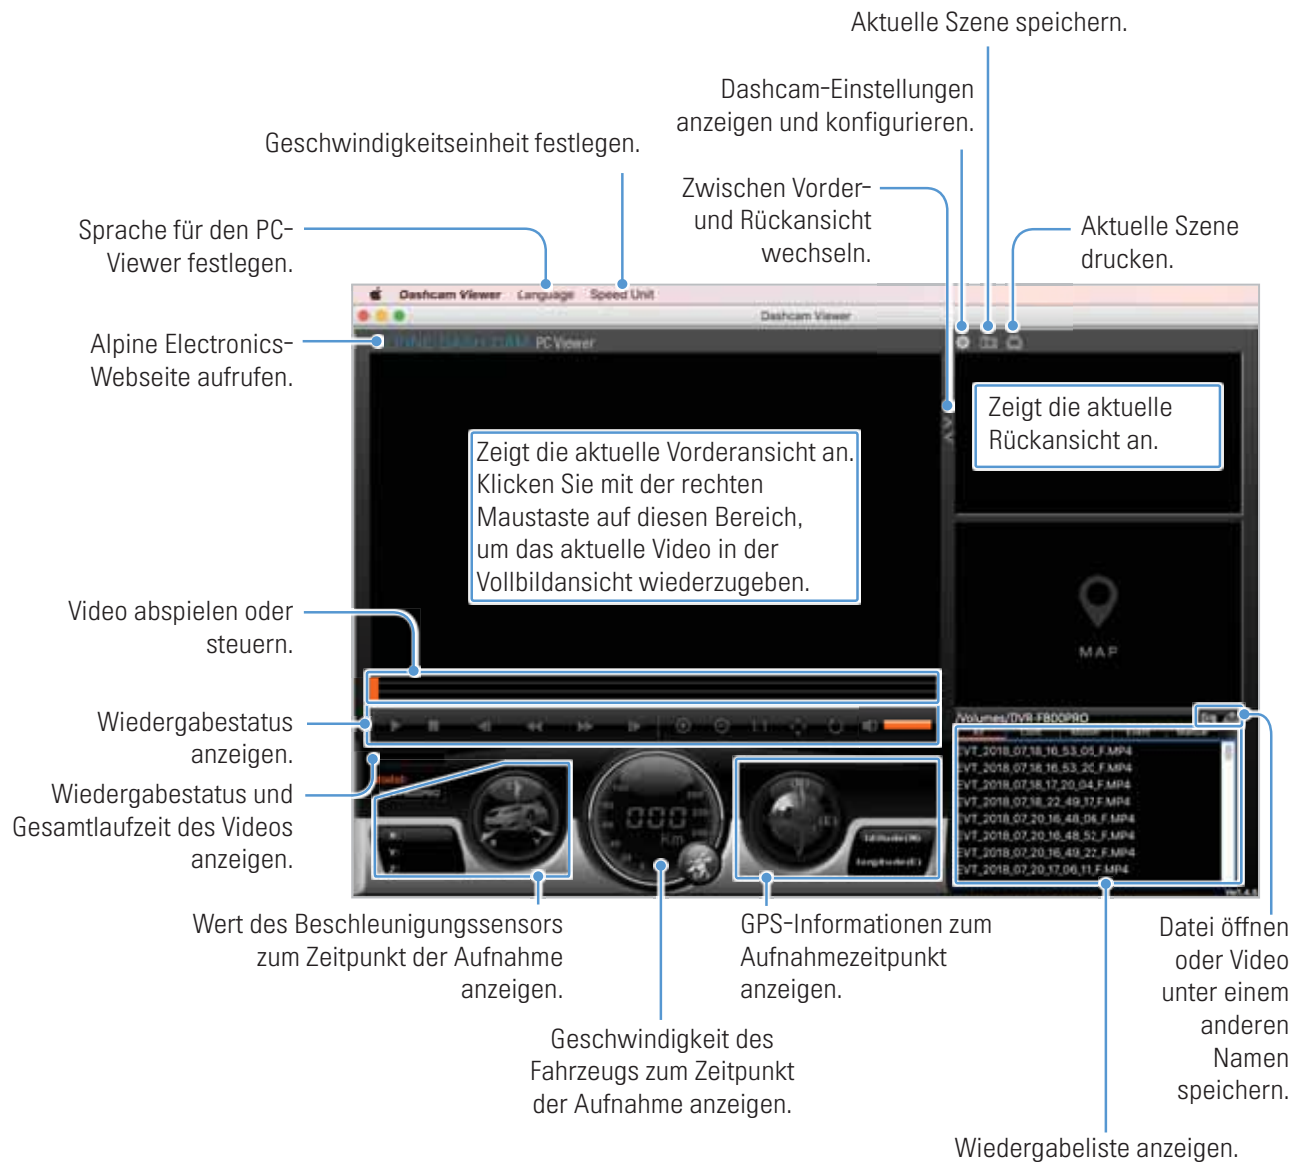 Aktuelle Szene speichern.
Dashcam-Einstellungen
anzeigen und konfigurieren.
Geschwindigkeitseinheit festlegen.
Zwischen Vorder-
und Rückansicht
wechseln.
Sprache für den PC-
Viewer festlegen.
Aktuelle Szene
drucken.
Dashcam Viewer Language Speed Unit
Dashcam Viewer
Alpine Electronics-
Webseite aufrufen.
PC Viewer
Zeigt die aktuelle
Rückansicht an.
Zeigt die aktuelle Vorderansicht an.
Klicken Sie mit der rechten
Maustaste auf diesen Bereich,
um das aktuelle Video in der
Vollbildansicht wiederzugeben.
MAP
Video abspielen oder
steuern.
Wiedergabestatus
anzeigen.
Wiedergabestatus und
Gesamtlaufzeit des Videos
anzeigen.
/Volumes/DVR-F800PRO
EVT_2018_07_18_16_53_05_F.MP4
EVT_2018_07_18_16_53_20_F.MP4
EVT_2018_07_18_17_20_04_F.MP4
EVT_2018_07_18_22_49_17_F.MP4
EVT_2018_07_20_16_48_06_F.MP4
EVT_2018_07_20_16_48_52_F.MP4
EVT_2018_07_20_16_49_22_F.MP4
EVT_2018_07_20_17_06_11_F.MP4
000
Km
(N)
(E)
latitude(N)
longitude(E)
X:
Y:
Z:
Wert des Beschleunigungssensors
zum Zeitpunkt der Aufnahme
anzeigen.
GPS-Informationen zum
Aufnahmezeitpunkt
anzeigen.
Datei öffnen
oder Video
unter einem
anderen
Namen
speichern.
Geschwindigkeit des
Fahrzeugs zum Zeitpunkt
der Aufnahme anzeigen.
Wiedergabeliste anzeigen.